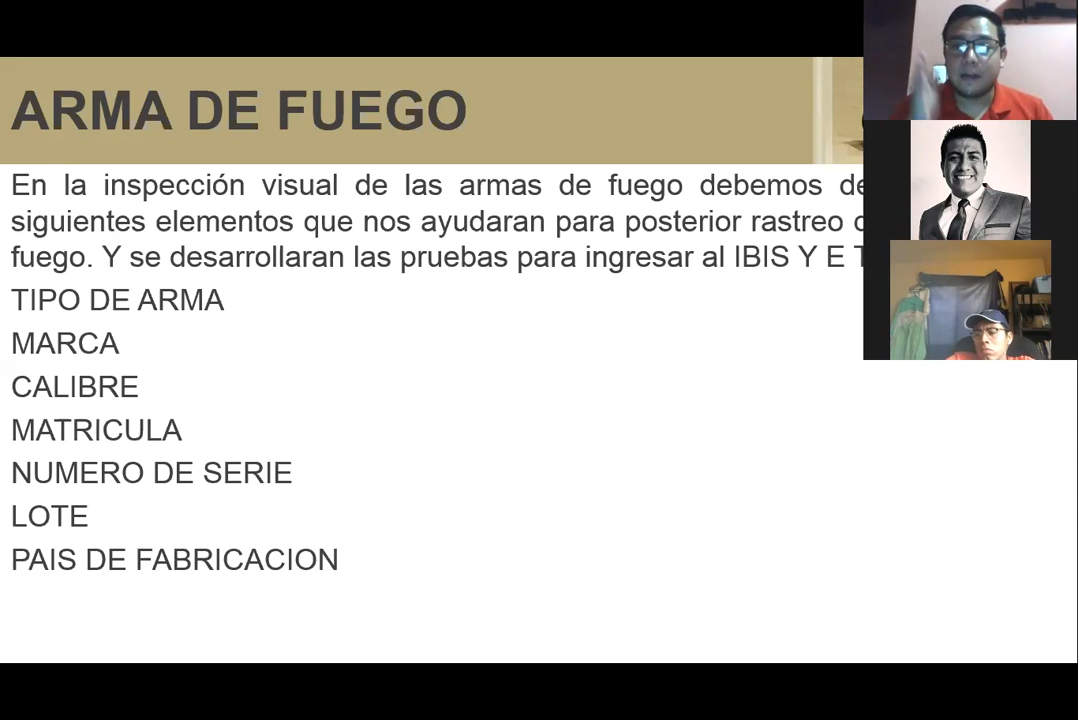 ARMA DE FUEGO
En la inspección visual de las armas de fuego debemos
siguientes elementos que nos ayudaran para posterior rastreo
fuego. Y se desarrollaran las pruebas para ingresar al IBIS Y E
TIPO DE ARMA
MARCA
CALIBRE
MATRICULA
NUMERO DE SERIE
LOTE
PAIS DE FABRICACION